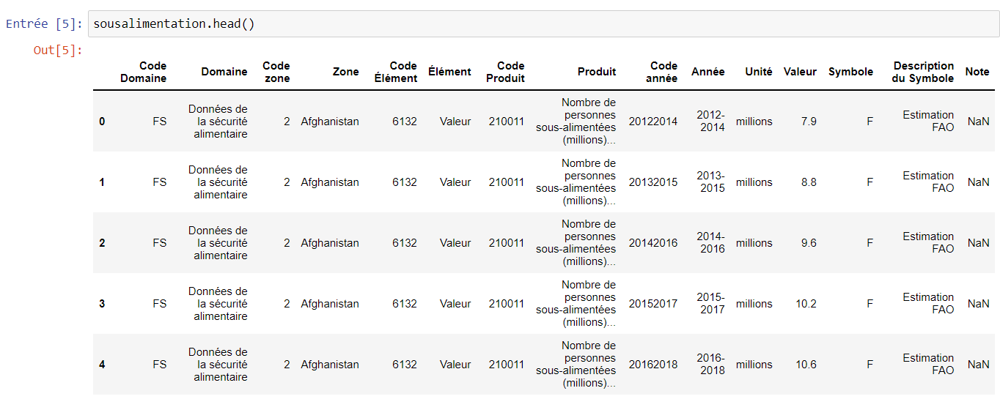 Entrée [5]: sousalimentation.head()
Out[5]:
Code Domaine Domaine Code zone Zone Code Élément Élément Code Produit Produit Code année Année Unité Valeur Symbole Description du Symbole Note
0 FS Données de la sécurité alimentaire 2 Afghanistan 6132 Valeur 210011 Nombre de personnes sous-alimentées (millions)... 20122014 2012-2014 millions 7.9 F Estimation FAO NaN
1 FS Données de la sécurité alimentaire 2 Afghanistan 6132 Valeur 210011 Nombre de personnes sous-alimentées (millions)... 20132015 2013-2015 millions 8.8 F Estimation FAO NaN
2 FS Données de la sécurité alimentaire 2 Afghanistan 6132 Valeur 210011 Nombre de personnes sous-alimentées (millions)... 20142016 2014-2016 millions 9.6 F Estimation FAO NaN
3 FS Données de la sécurité alimentaire 2 Afghanistan 6132 Valeur 210011 Nombre de personnes sous-alimentées (millions)... 20152017 2015-2017 millions 10.2 F Estimation FAO NaN
4 FS Données de la sécurité alimentaire 2 Afghanistan 6132 Valeur 210011 Nombre de personnes sous-alimentées (millions)... 20162018 2016-2018 millions 10.6 F Estimation FAO NaN